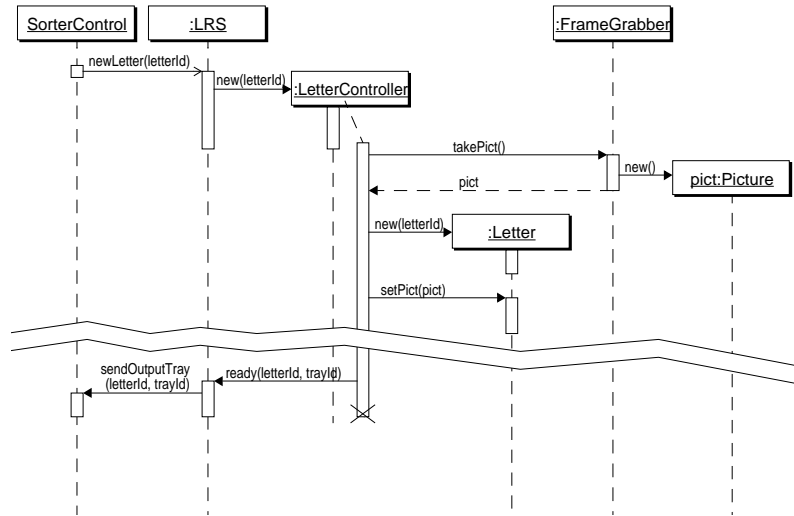 SorterControl
:LRS
:FrameGrabber
newLetter(letterId)
new(letterId)
:LetterController
takePict()
new()
pict:Picture
pict
new(letterId)
:Letter
setPict(pict)
sendOutputTray
(letterId, trayId)
ready(letterId, trayId)